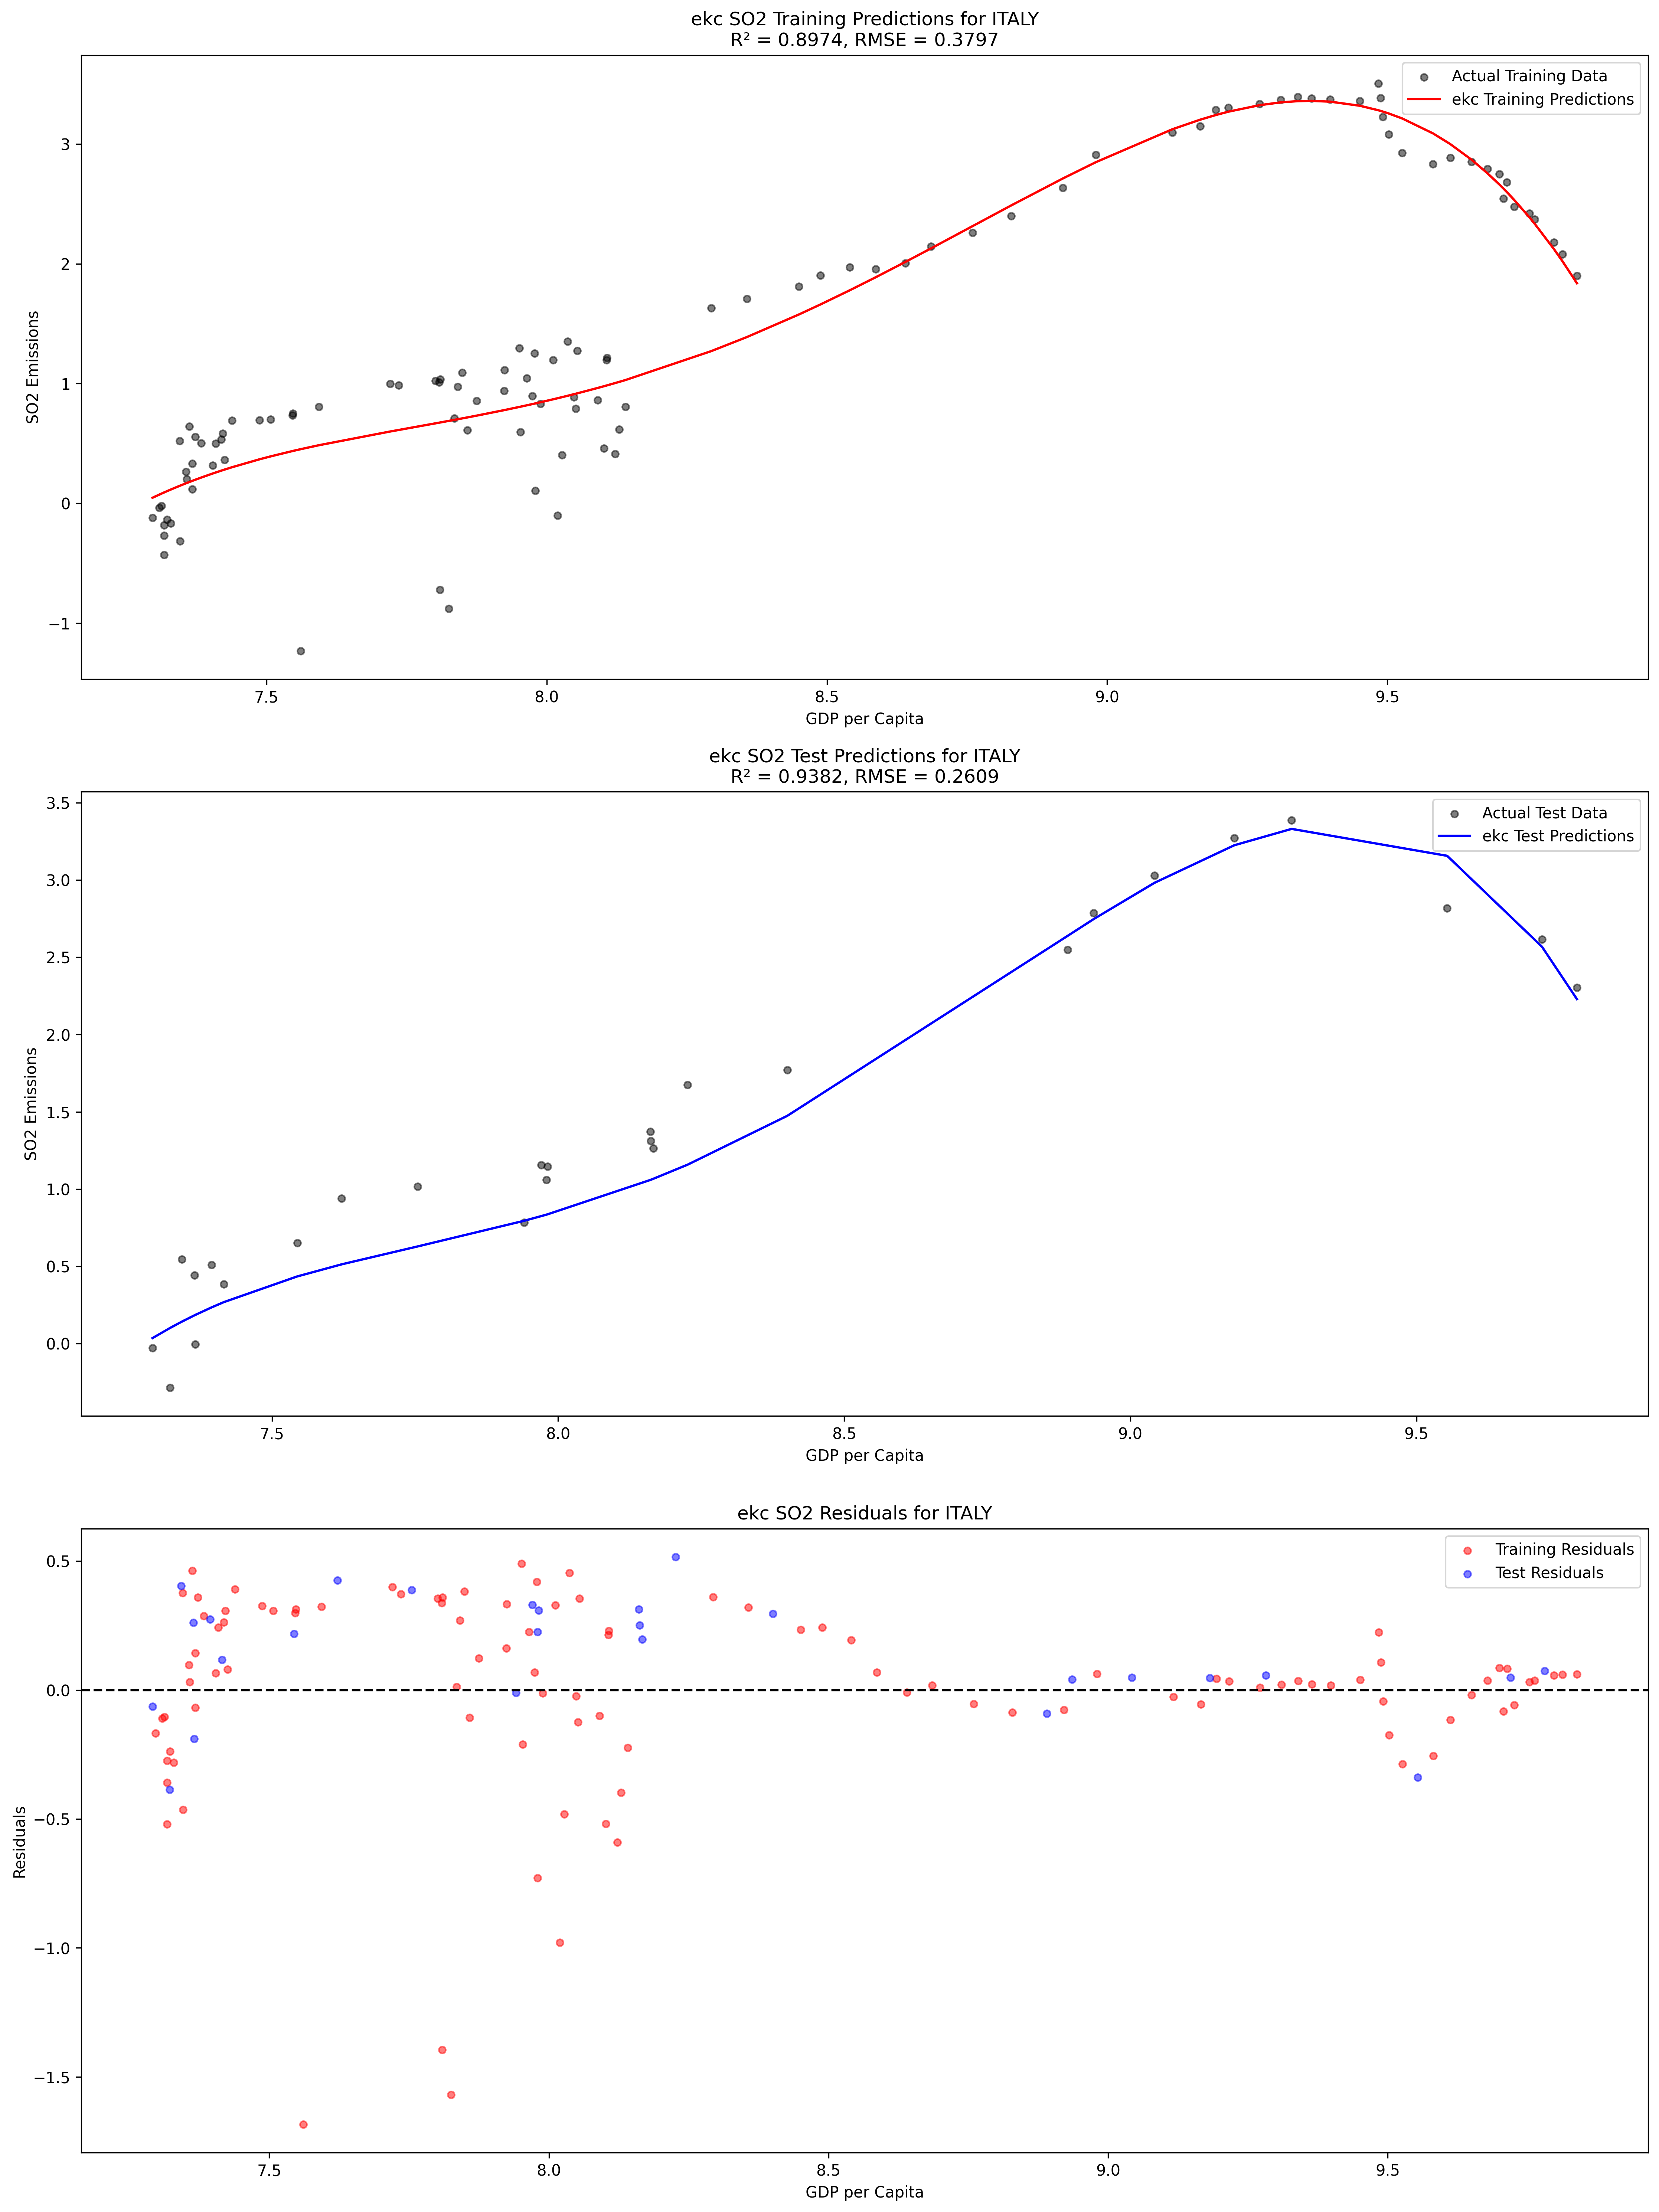 ekc SO2 Training Predictions for ITALY
R² = 0.8974, RMSE = 0.3797
Actual Training Data
ekc Training Predictions
SO2 Emissions
3
2
1
0
−1
7.5 8.0 8.5 9.0 9.5
GDP per Capita
ekc SO2 Test Predictions for ITALY
R² = 0.9382, RMSE = 0.2609
Actual Test Data
ekc Test Predictions
SO2 Emissions
3.5
3.0
2.5
2.0
1.5
1.0
0.5
0.0
7.5 8.0 8.5 9.0 9.5
GDP per Capita
ekc SO2 Residuals for ITALY
Training Residuals
Test Residuals
Residuals
0.5
0.0
−0.5
−1.0
−1.5
7.5 8.0 8.5 9.0 9.5
GDP per Capita